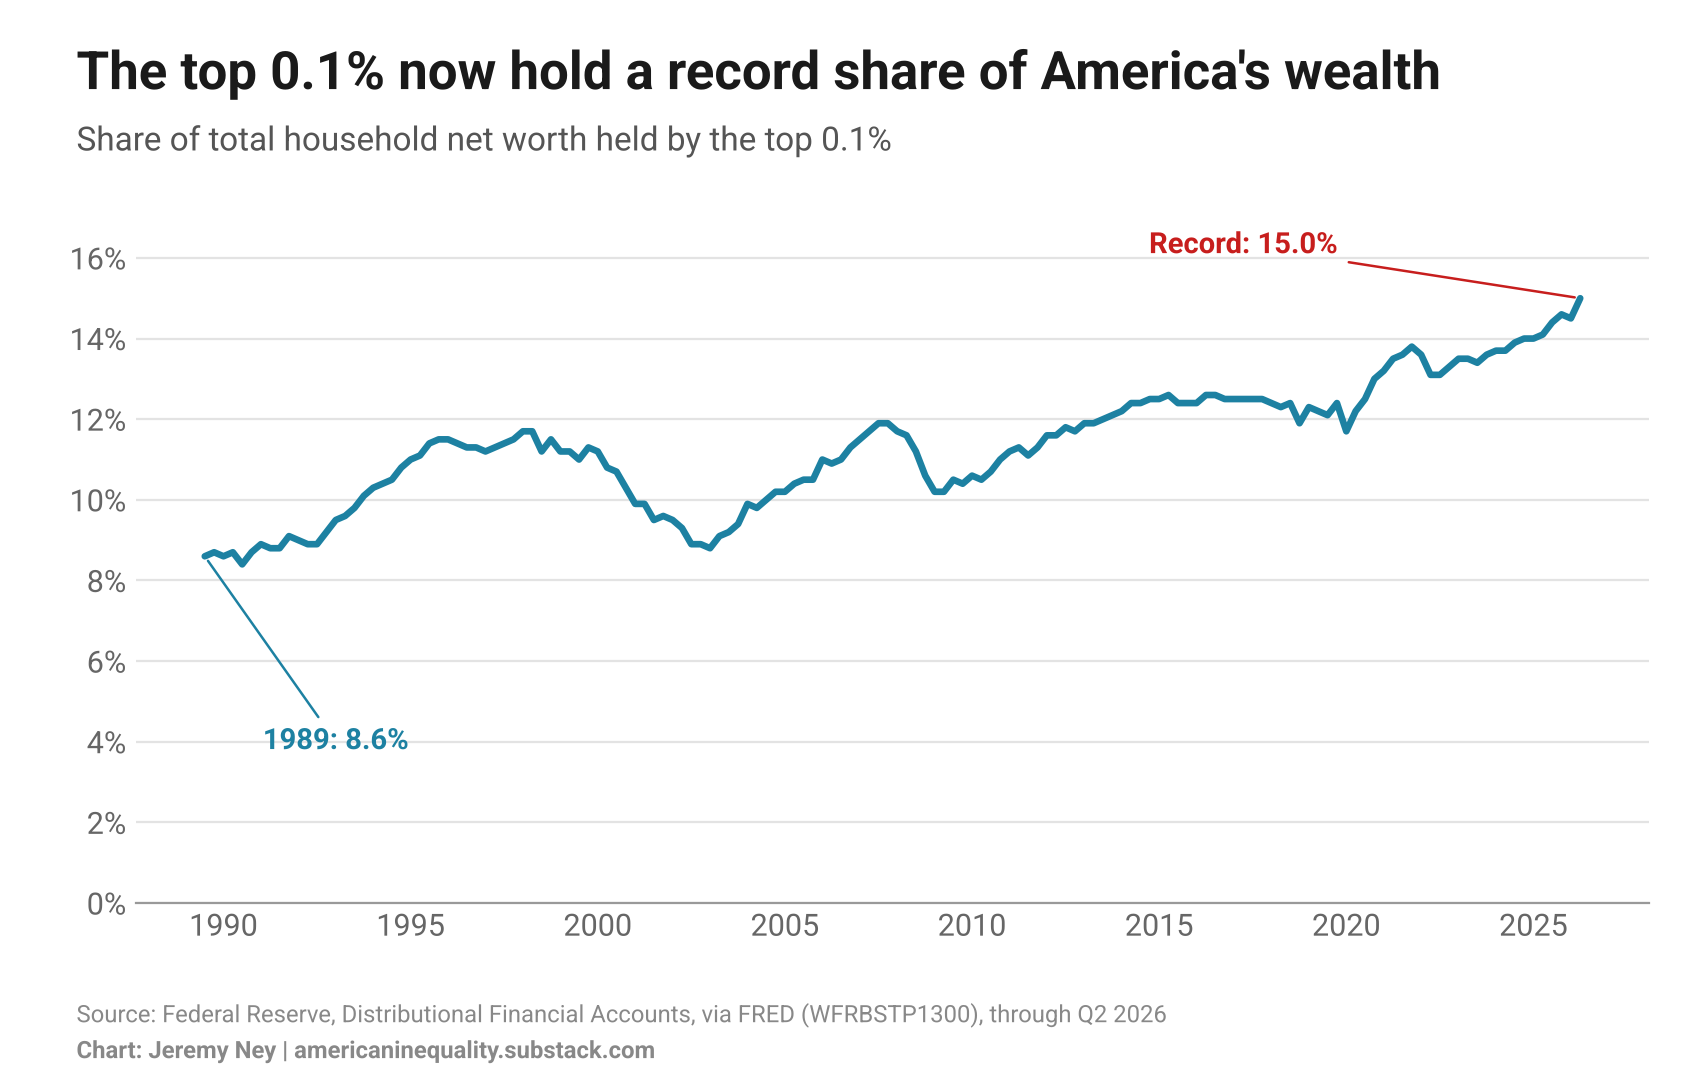 The top 0.1% now hold a record share of America's wealth
Share of total household net worth held by the top 0.1%
Record: 15.0%
16%
14%
12%
10%
8%
6%
1989: 8.6%
4%
2%
0%
1990 1995 2000 2005 2010 2015 2020 2025
Source: Federal Reserve, Distributional Financial Accounts, via FRED (WFRBSTP1300), through Q2 2026
Chart: Jeremy Ney | americaninequality.substack.com